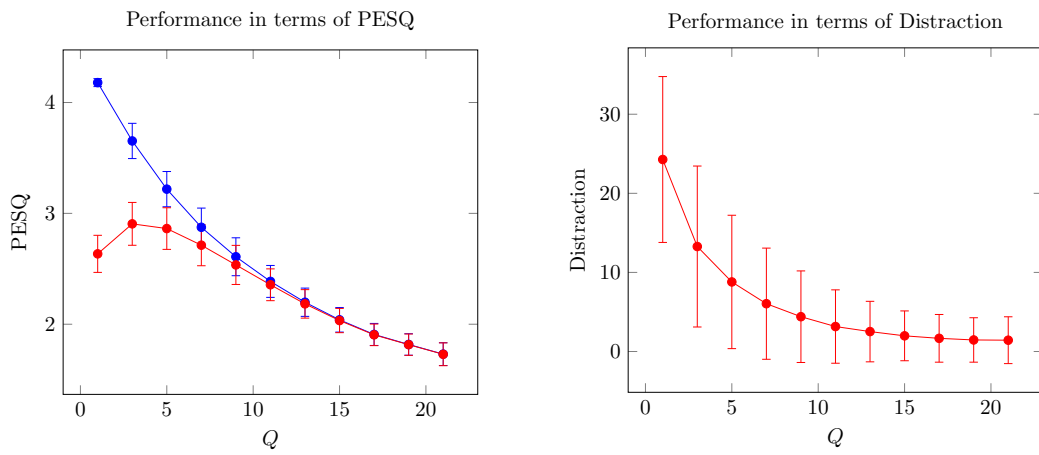 Performance in terms of PESQ
4
3
2
PESQ
0
5
10
15
20
Q
Performance in terms of Distraction
30
20
10
0
Distraction
0
5
10
15
20
Q